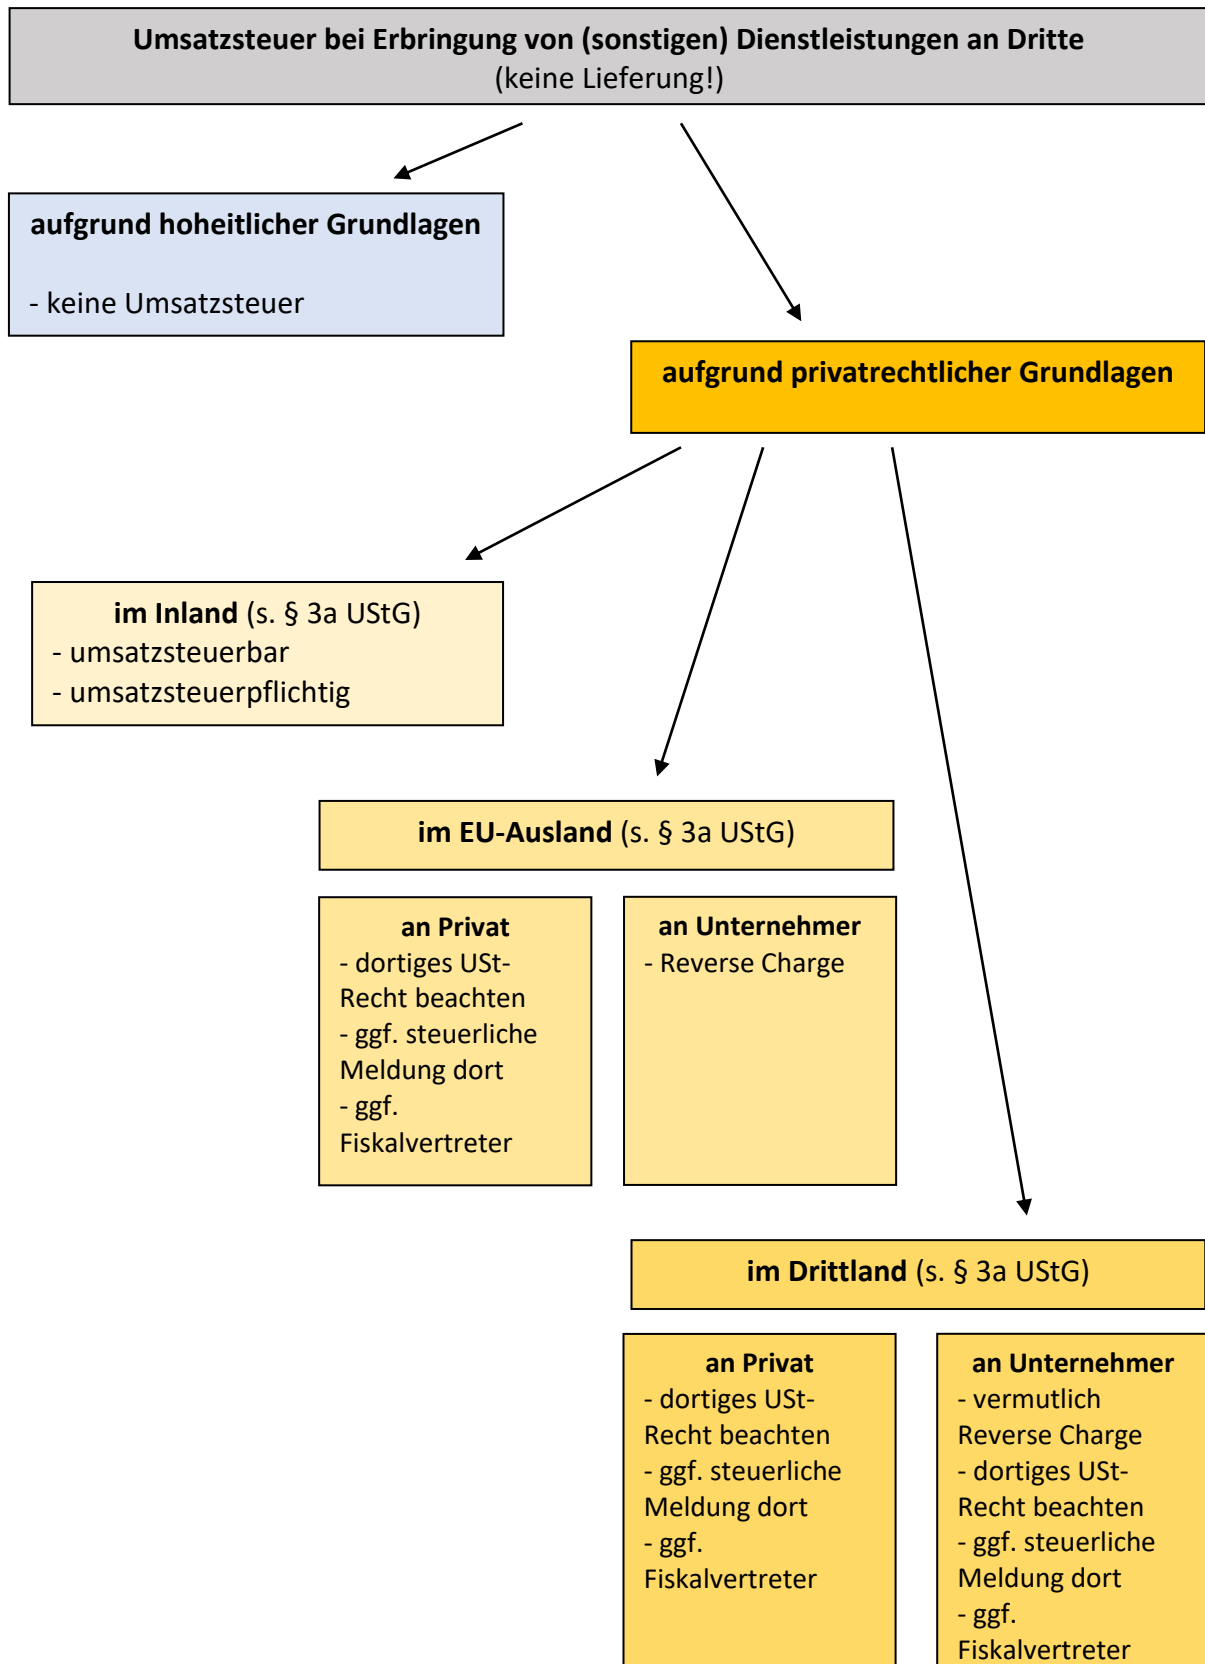 Umsatzsteuer bei Erbringung von (sonstigen) Dienstleistungen an Dritte
(keine Lieferung!)
aufgrund hoheitlicher Grundlagen
- keine Umsatzsteuer
aufgrund privatrechtlicher Grundlagen
im Inland (s. § 3a UStG)
- umsatzsteuerbar
- umsatzsteuerpflichtig
im EU-Ausland (s. § 3a UStG)
an Privat
- dortiges USt-
Recht beachten
- ggf. steuerliche
Meldung dort
- ggf.
Fiskalvertreter
an Unternehmer
- Reverse Charge
im Drittland (s. § 3a UStG)
an Privat
- dortiges USt-
Recht beachten
- ggf. steuerliche
Meldung dort
- ggf.
Fiskalvertreter
an Unternehmer
- vermutlich
Reverse Charge
- dortiges USt-
Recht beachten
- ggf. steuerliche
Meldung dort
- ggf.
Fiskalvertreter